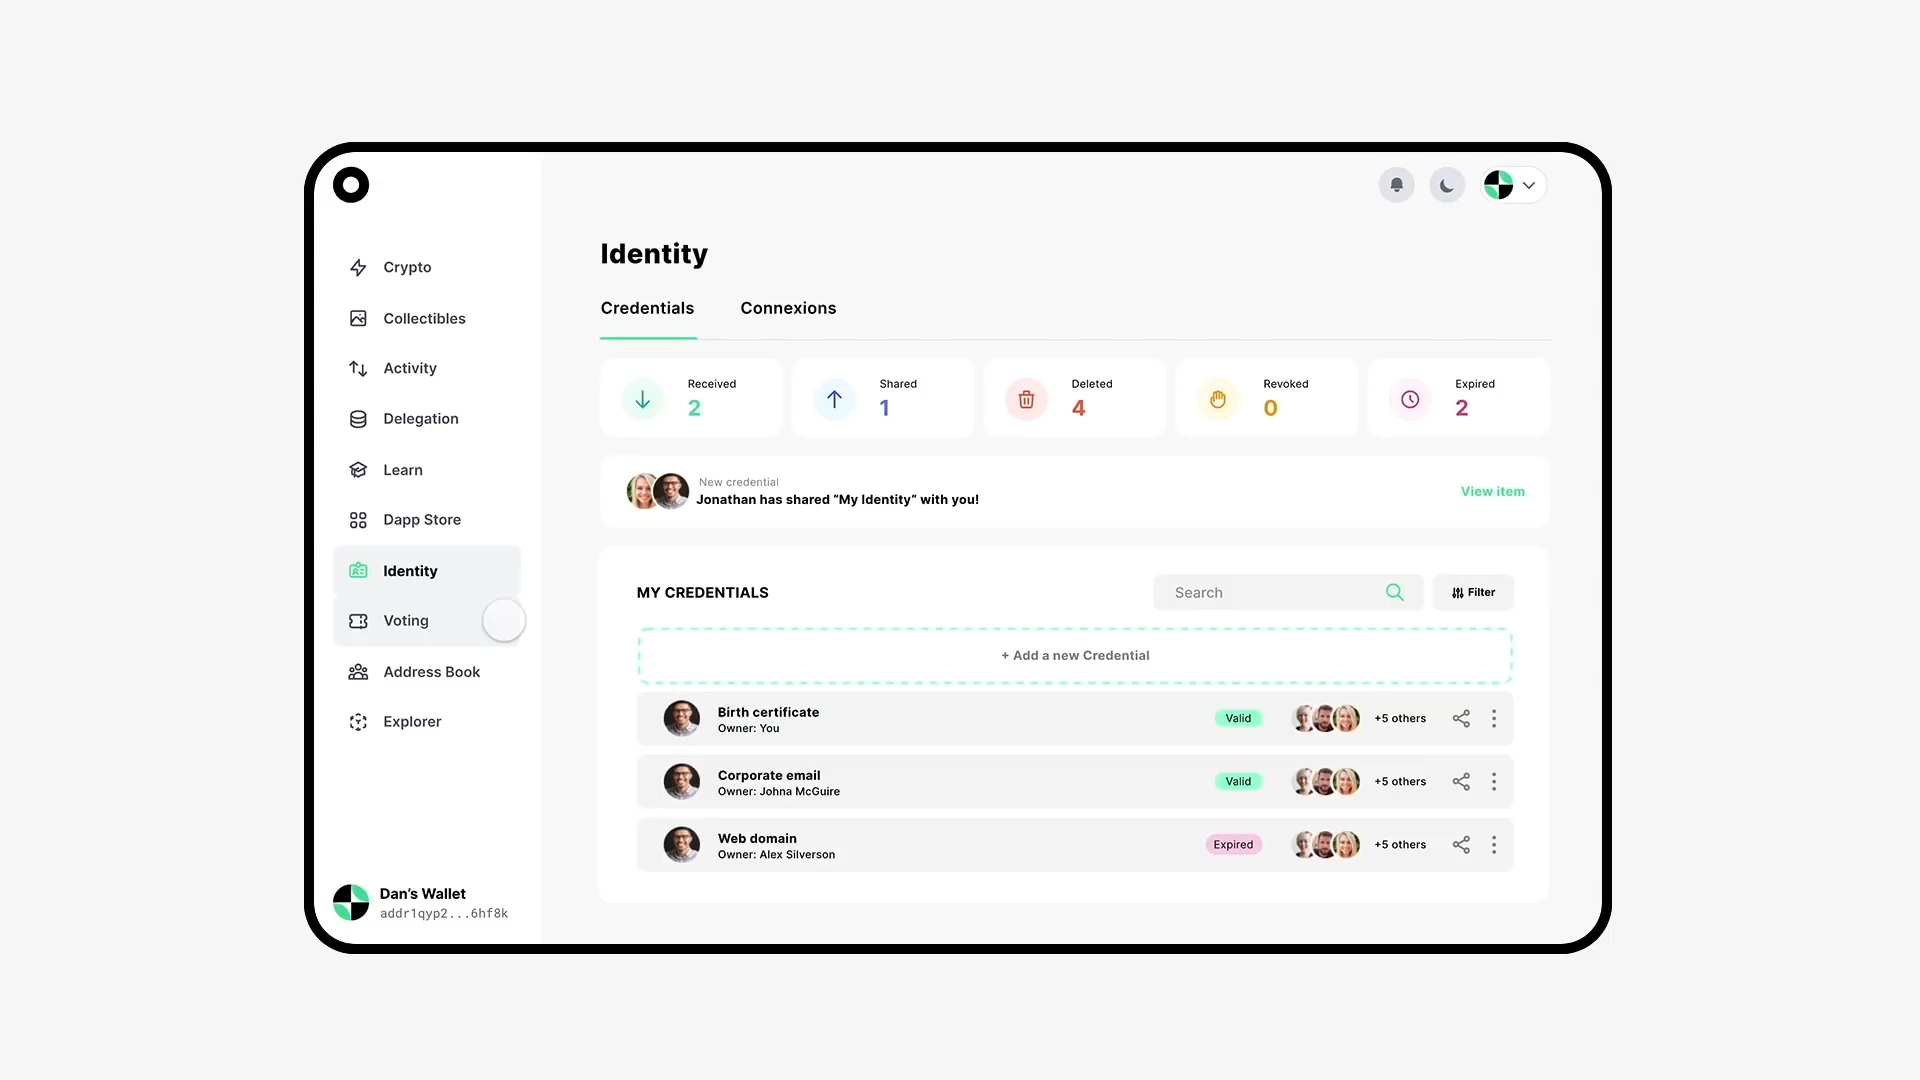 Crypto
Collectibles
Activity
Delegation
Learn
Dapp Store
Identity
Voting
Address Book
Explorer
Dan’s Wallet
addr1qyp2...6hf8k
Identity
Credentials
Connexions
Received
2
Shared
1
Deleted
4
Revoked
0
Expired
2
New credential
Jonathan has shared “My Identity” with you!
View item
MY CREDENTIALS
Search
Filter
+ Add a new Credential
Birth certificate
Owner: You
Valid
+5 others
Corporate email
Owner: Johna McGuire
Valid
+5 others
Web domain
Owner: Alex Silverson
Expired
+5 others